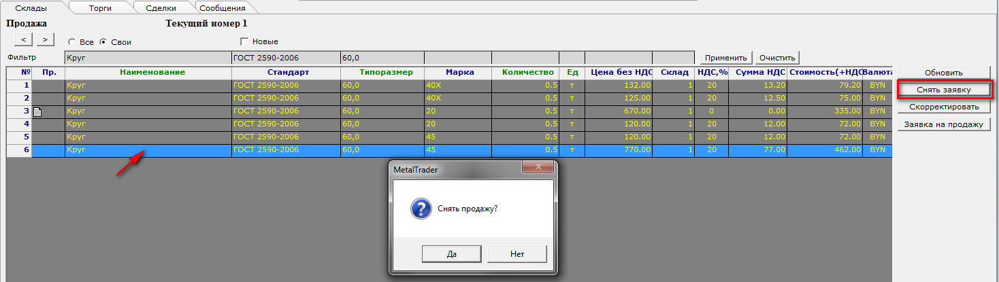 Склады Торги Сделки Сообщения
Продажа Текущий номер 1
< > Все Свои Новые
Фильтр Круг ГОСТ 2590-2006 60,0 Применить Очистить
№ Пр. Наименование Стандарт Типоразмер Марка Количество Ед Цена без НДС Склад НДС,% Сумма НДС Стоимость(+НДС Валюта Обновить
1 Круг ГОСТ 2590-2006 60,0 40Х 0.5 т 132.00 1 20 13.20 79.20 BYN Снять заявку
2 Круг ГОСТ 2590-2006 60,0 40Х 0.5 т 125.00 1 20 12.50 75.00 BYN
3 Круг ГОСТ 2590-2006 60,0 20 0.5 т 670.00 1 0 0.00 335.00 BYN Скорректировать
4 Круг ГОСТ 2590-2006 60,0 20 0.5 т 120.00 1 20 12.00 72.00 BYN Заявка на продажу
5 Круг ГОСТ 2590-2006 60,0 45 0.5 т 120.00 1 20 12.00 72.00 BYN
6 Круг ГОСТ 2590-2006 60,0 45 0.5 т 770.00 1 20 77.00 462.00 BYN
MetalTrader
Снять продажу?
Да Нет